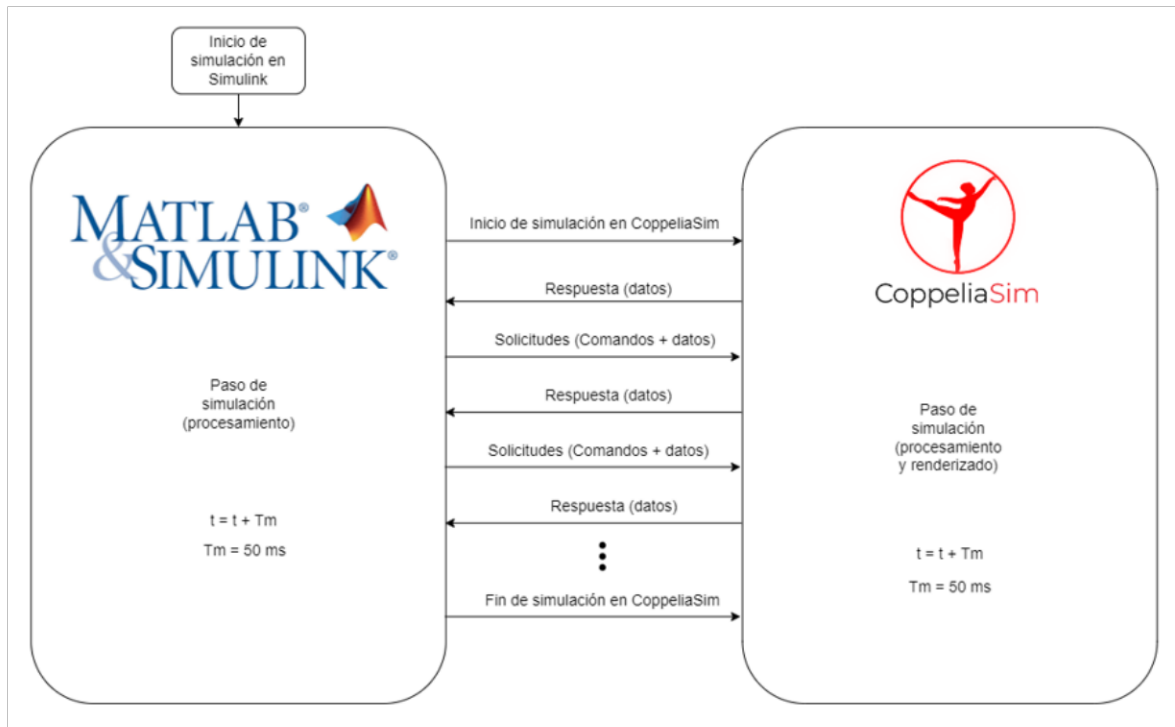 Inicio de
simulación en
Simulink
MATLAB®
&SIMULINK®
Paso de
simulación
(procesamiento)
t = t + Tm
Tm = 50 ms
Inicio de simulación en CoppeliaSim
Respuesta (datos)
Solicitudes (Comandos + datos)
Respuesta (datos)
Solicitudes (Comandos + datos)
Respuesta (datos)
Fin de simulación en CoppeliaSim
CoppeliaSim
Paso de
simulación
(procesamiento
y renderizado)
t = t + Tm
Tm = 50 ms